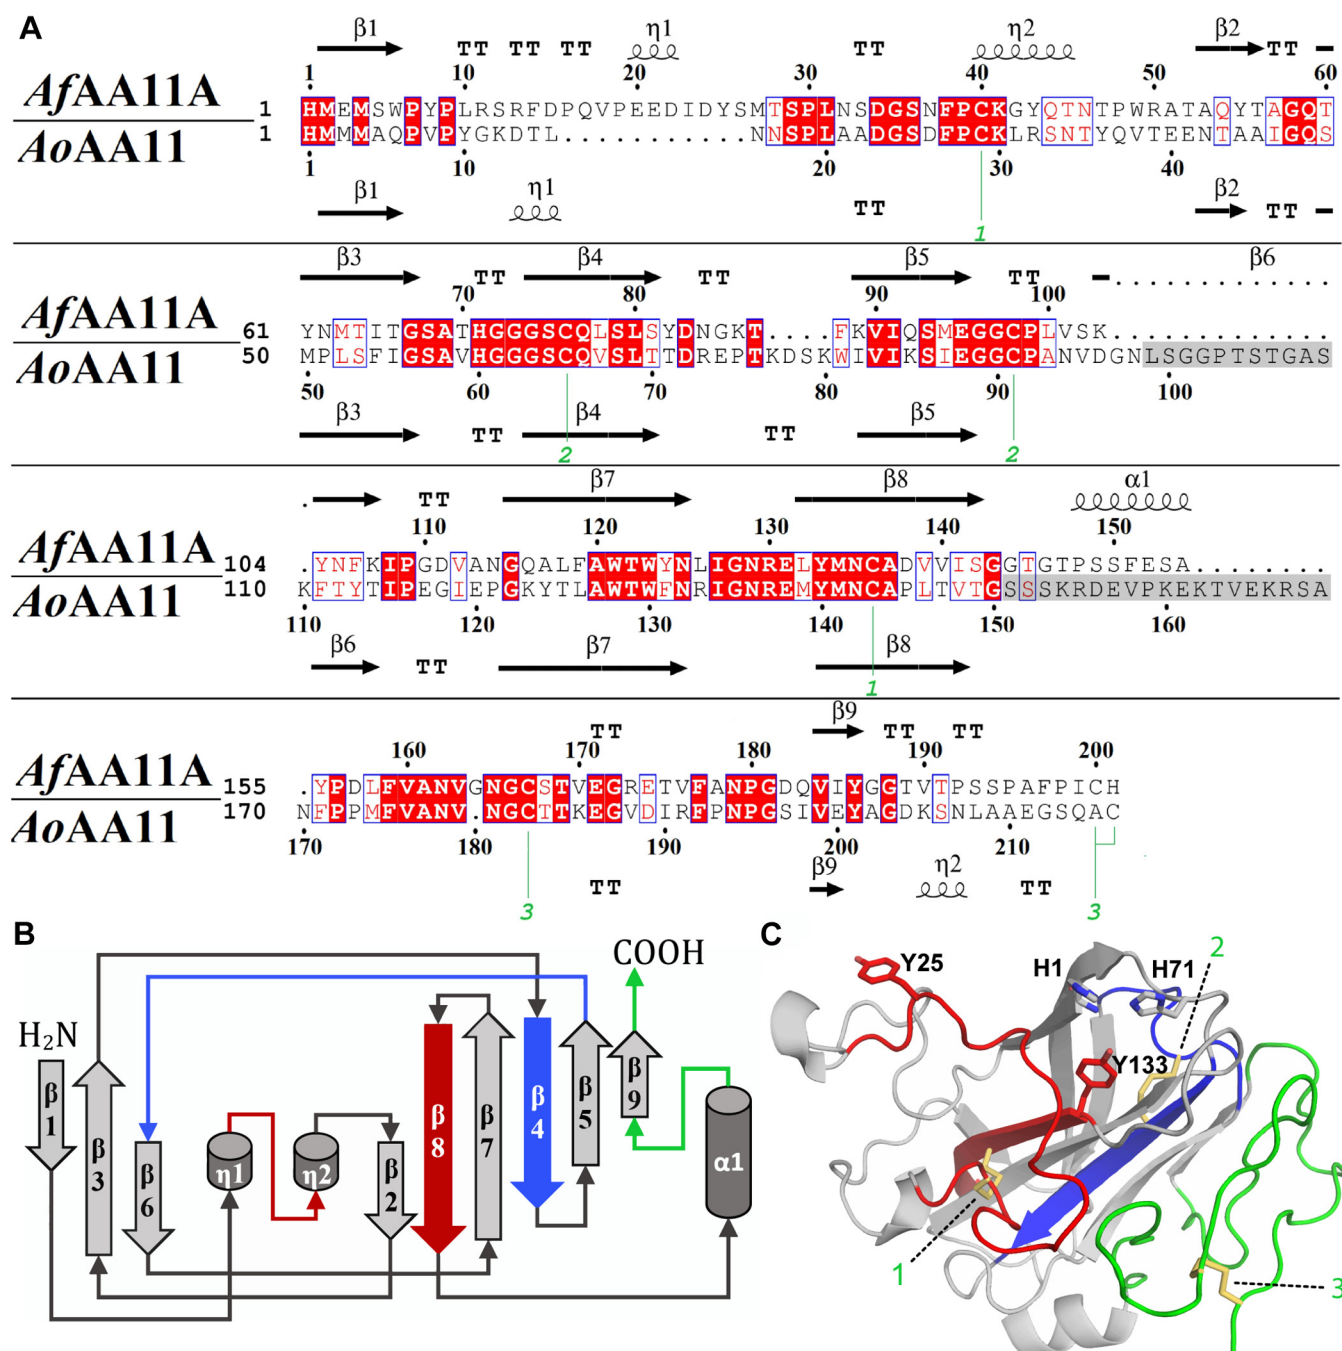 A
β1 TT TT TT η1 TT η2 β2 TT
1 10 20 30 40 50 60
AfAA11A 1 HMEMSWPYPLRSRFDPQVPEEDIDYSMTSPLNSDGSNFPCKGYQTNTPWRATAQYTAGQT
AoAA11 1 HMMMAQPVPYGKDTL...........NNSPLAADGSDFPCKLRSNTYQVTEENTAAIGQS
1 10 20 30 40
β1 η1 TT β2 TT
1
β3 TT β4 TT β5 TT β6
70 80 90 100
AfAA11A 61 YNMTITGSATHGGGSCQLSLSYDNGKT....FKVIQSMEGGCPLVSK.............
AoAA11 50 MPLSFIGSAVHGGGSCQVSLTTDREPTKDSKWIVIKSIEGGCPANVDGNLSGGPTSTGAS
50 60 70 80 90 100
β3 TT β4 TT β5
2 2
TT β7 β8 α1
110 120 130 140 150
AfAA11A 104 .YNFKIPGDVANGQALFAWTWYNLIGNRELYMNCADVVISGGTGTPSSFESA........
AoAA11 110 KFTYTIPEGIEPGKYTLAWTWFNRIGNREMYMNCAPLTVTGSSSKRDEVPKEKTVEKRSA
110 120 130 140 150 160
β6 TT β7 β8
1
TT β9 TT TT
160 170 180 190 200
AfAA11A 155 .YPDLFVANVGNGCSTVEGRETVFANPGDQVIYGGTVTPSSPAFPICH
AoAA11 170 NFPPMFVANV.NGCTTKEGVDIRFPNPGSIVEYAGDKSNLAAEGSQAC
170 180 190 200 210
TT β9 η2 TT
3 3
B
H₂N COOH
β1 β3 β6 η1 η2 β2 β8 β7 β4 β5 β9 α1
C
Y25 H1 H71 2
Y133
1 3